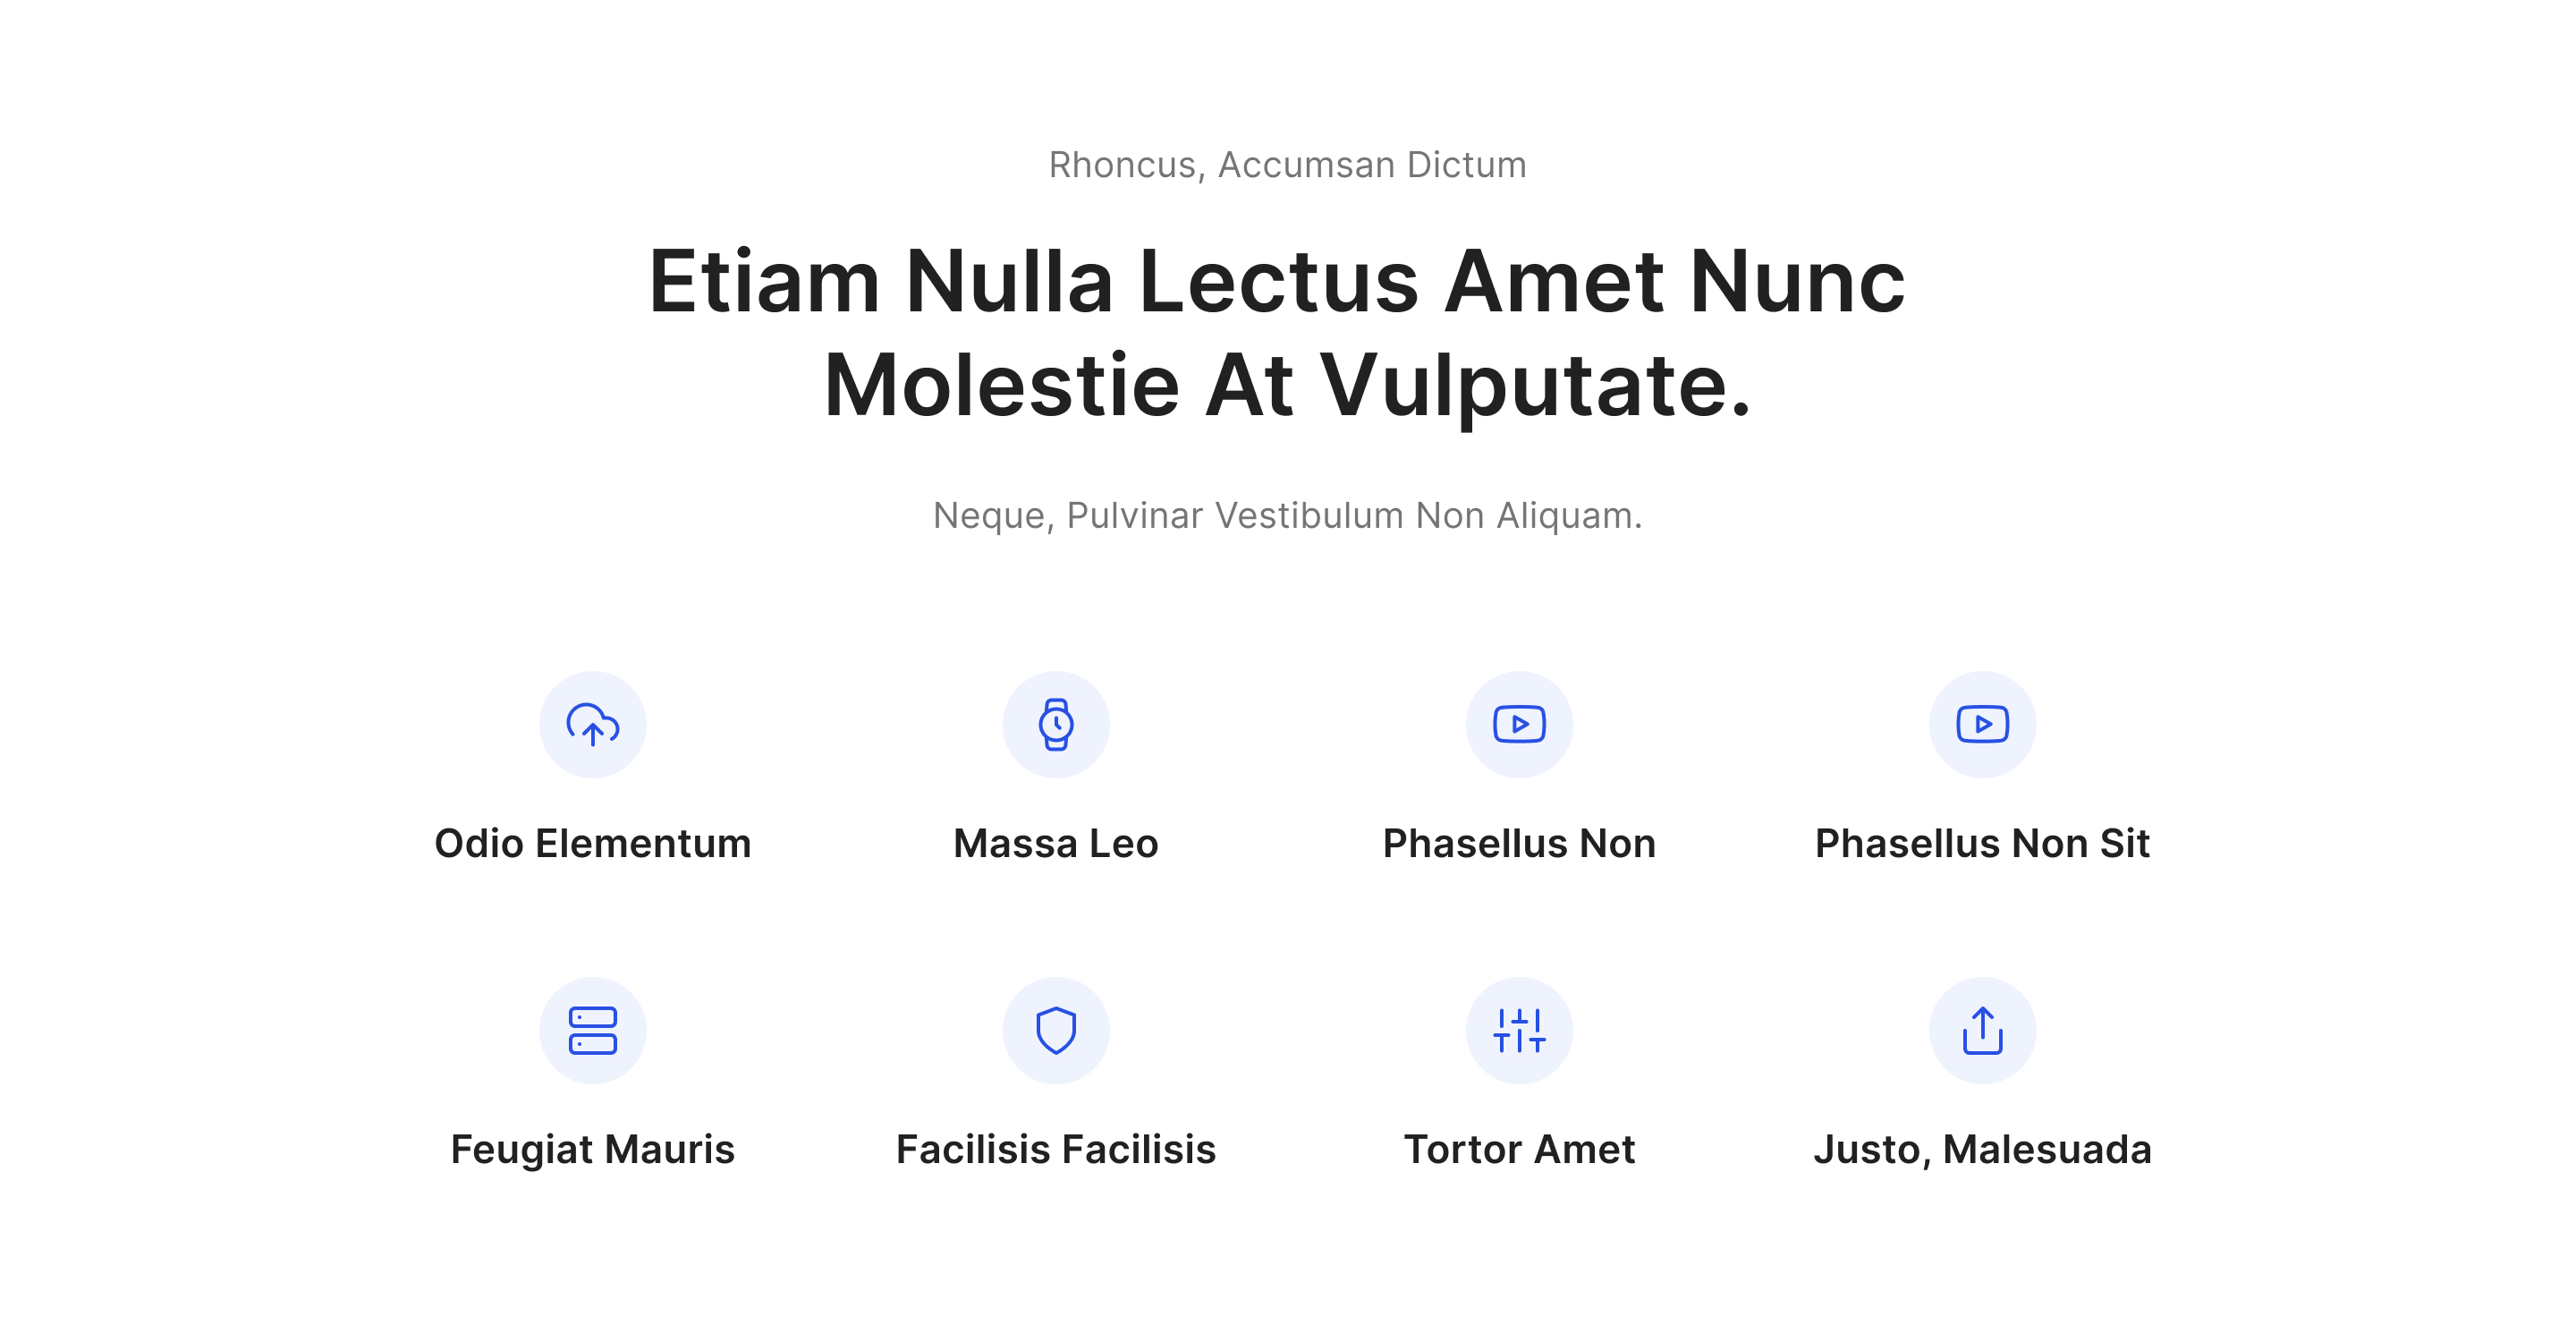 Rhoncus, Accumsan Dictum
Etiam Nulla Lectus Amet Nunc
Molestie At Vulputate.
Neque, Pulvinar Vestibulum Non Aliquam.
Odio Elementum
Massa Leo
Phasellus Non
Phasellus Non Sit
Feugiat Mauris
Facilisis Facilisis
Tortor Amet
Justo, Malesuada